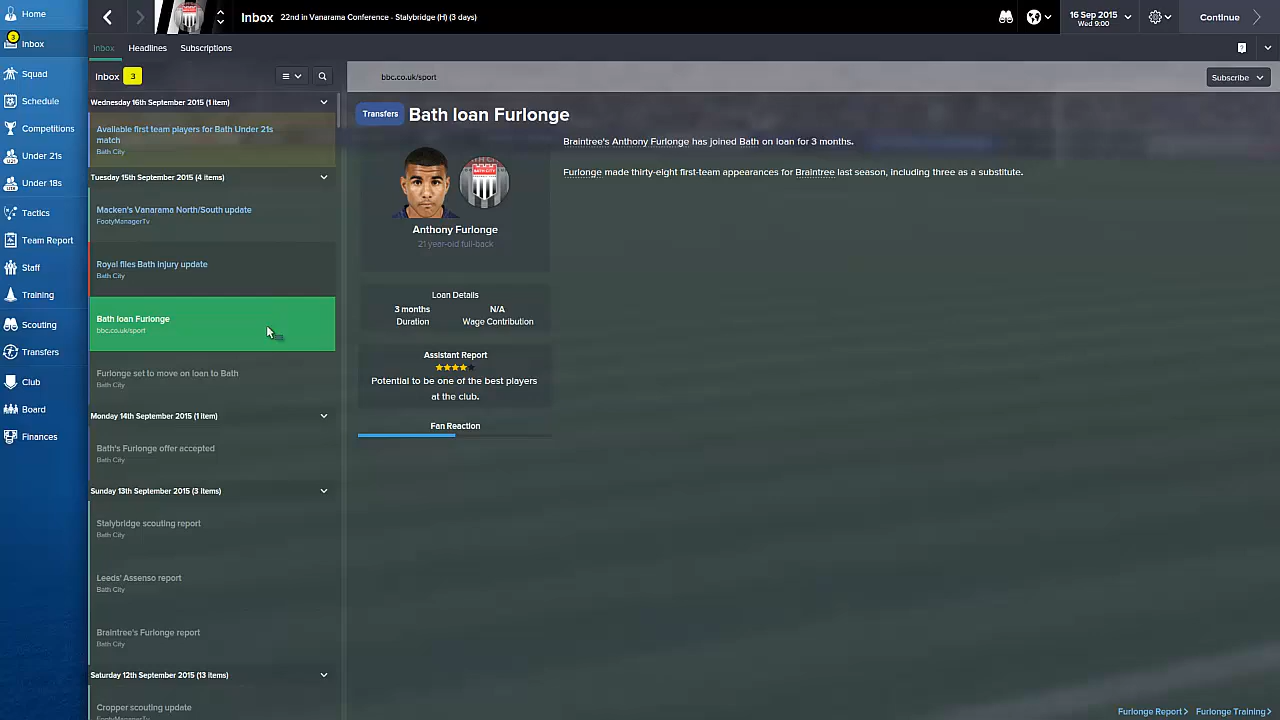 Home
3
Inbox
Squad
Schedule
Competitions
Under 21s
Under 18s
Tactics
Team Report
Staff
Training
Scouting
Transfers
Club
Board
Finances
Inbox
22nd in Vanarama Conference - Stalybridge (H) (3 days)
16 Sep 2015
Wed 9:00
Continue
Inbox
Headlines
Subscriptions
Inbox
3
Wednesday 16th September 2015 (1 item)
Available first team players for Bath Under 21s
match
Bath City
Tuesday 15th September 2015 (4 items)
Macken's Vanarama North/South update
FootyManagerTv
Royal files Bath injury update
Bath City
Bath loan Furlonge
bbc.co.uk/sport
Furlonge set to move on loan to Bath
Bath City
Monday 14th September 2015 (1 item)
Bath's Furlonge offer accepted
Bath City
Sunday 13th September 2015 (3 items)
Stalybridge scouting report
Bath City
Leeds' Assenso report
Bath City
Braintree's Furlonge report
Bath City
Saturday 12th September 2015 (13 items)
Cropper scouting update
FootyManagerTv
bbc.co.uk/sport
Subscribe
Transfers
Bath loan Furlonge
Anthony Furlonge
21 year-old full-back
Loan Details
3 months
N/A
Duration
Wage Contribution
Assistant Report
Potential to be one of the best players
at the club.
Fan Reaction
Braintree's Anthony Furlonge has joined Bath on loan for 3 months.
Furlonge made thirty-eight first-team appearances for Braintree last season, including three as a substitute.
Furlonge Report>
Furlonge Training>